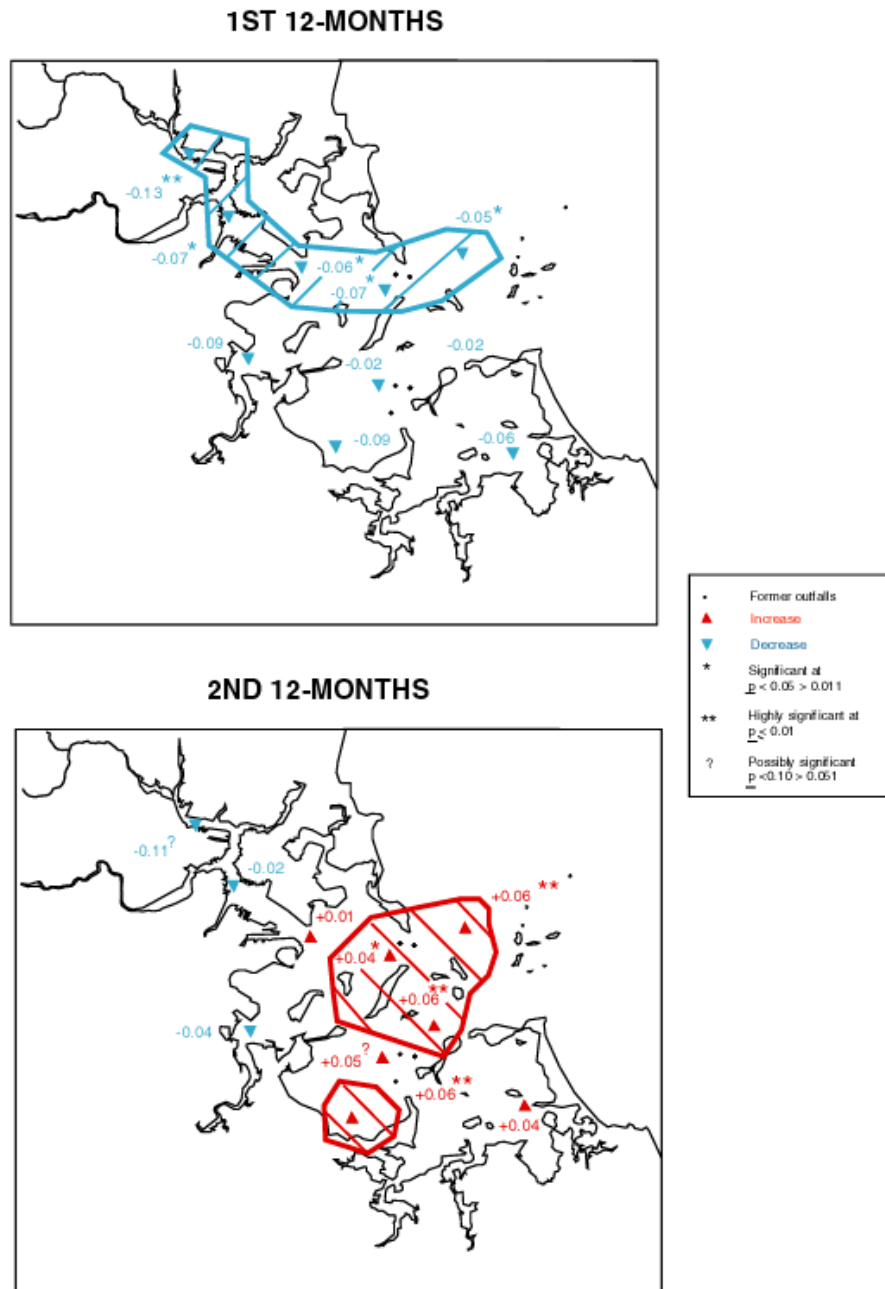 1ST 12-MONTHS
-0.13**
-0.05*
-0.07*
-0.06*
-0.07*
-0.09
-0.02
-0.02
-0.09
-0.06
• Former outfalls
▲ Increase
▼ Decrease
* Significant at
p < 0.05 > 0.011
** Highly significant at
p < 0.01
? Possibly significant
p <0.10 > 0.051
2ND 12-MONTHS
-0.11?
-0.02
+0.06**
+0.01
+0.04*
+0.06**
-0.04
+0.05?
+0.06**
+0.04